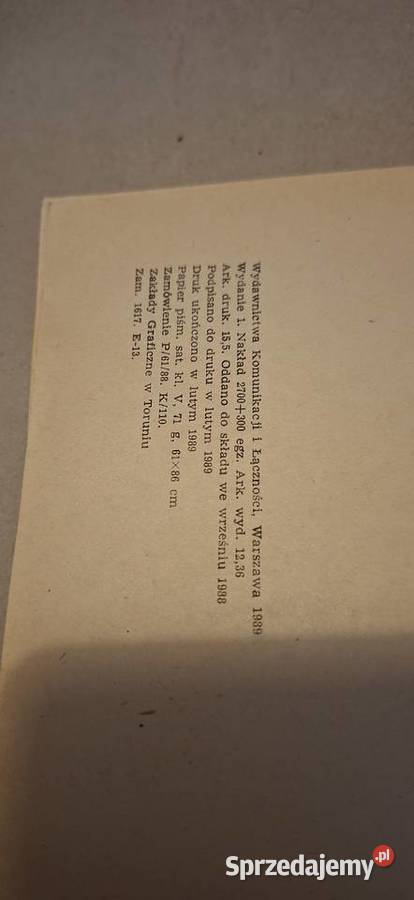 Wydawnictwa Komunikacji i Łączności, Warszawa 1989
Wydanie 1. Nakład 2700+300 egz. Ark. wyd. 12,36
Ark. druk. 15,5. Oddano do składu we wrześniu 1988
Podpisano do druku w lutym 1989
Druk ukończono w lutym 1989
Papier piśm. sat. kl. V, 71 g, 61×86 cm
Zamówienie P/61/88. K/110.
Zakłady Graficzne w Toruniu
Zam. 1617. E-13.
Sprzedajemy.pl